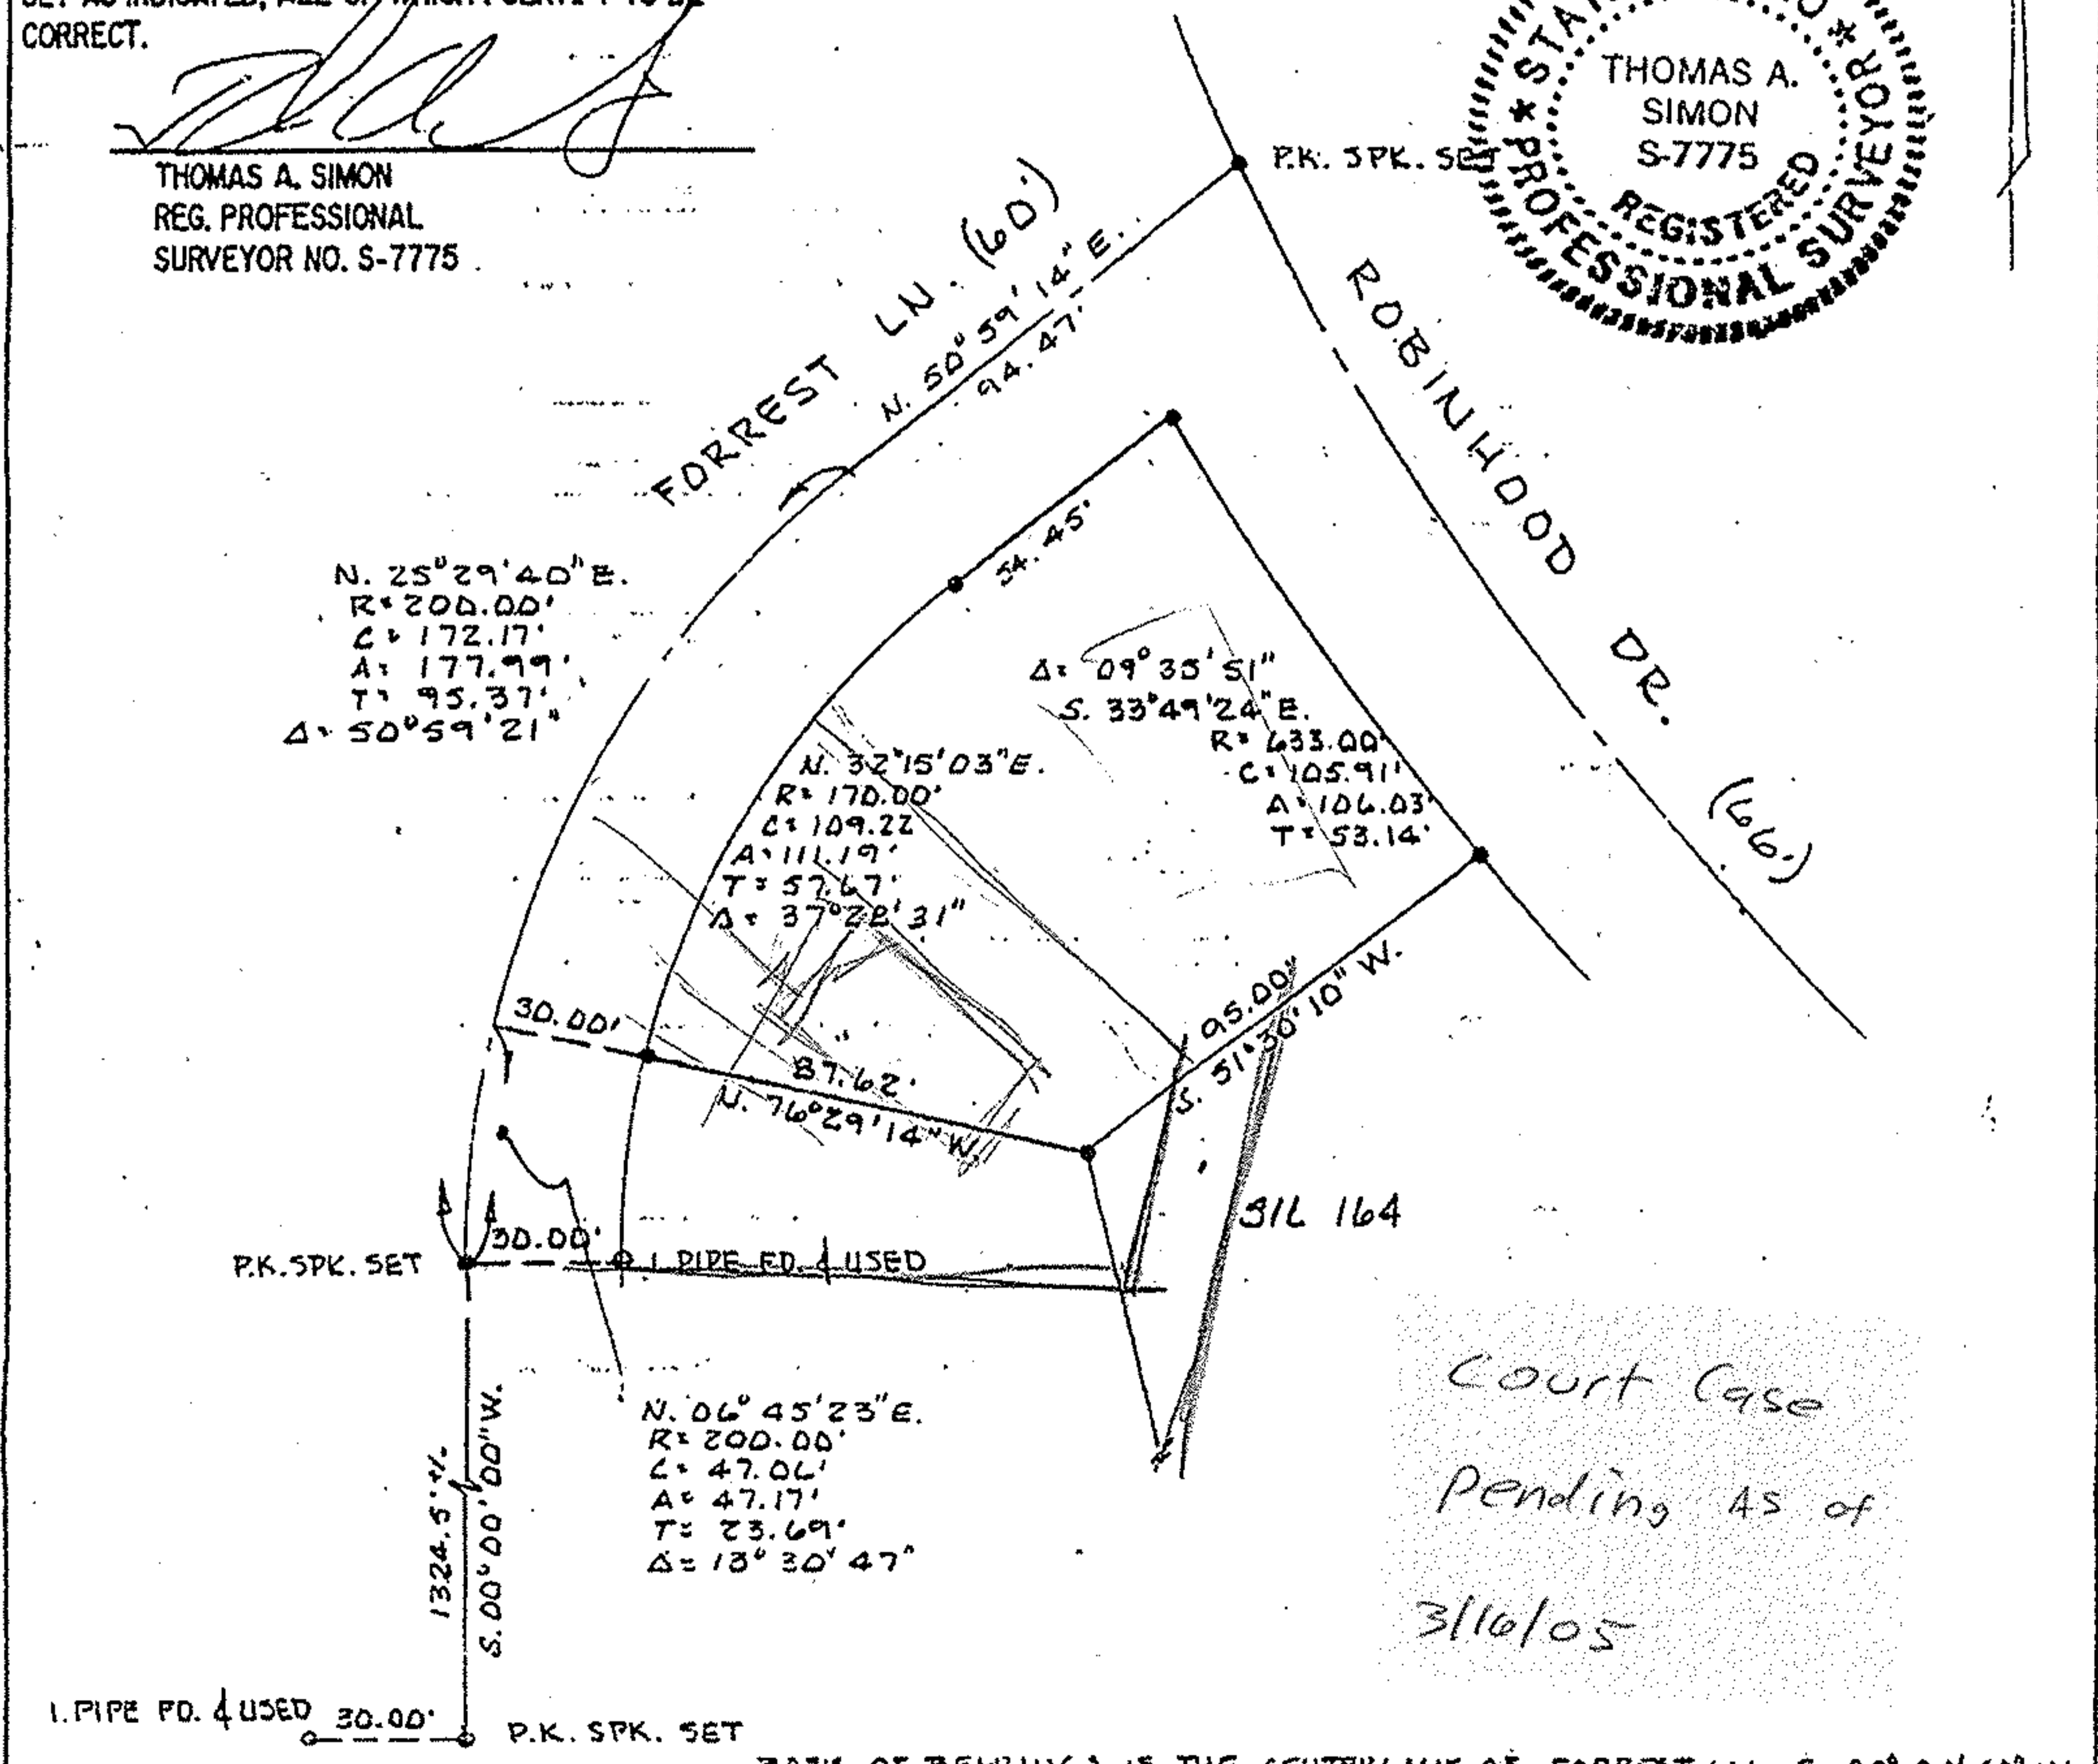 CORRECT.
THOMAS A. SIMON
REG. PROFESSIONAL
SURVEYOR NO. S-7775
P.K. SPK. SET
THOMAS A.
SIMON
S-7775
REGISTERED
PROFESSIONAL SURVEYOR
FORREST LN. (60')
N. 50°59'14"E.
94.47'
ROBINHOOD DR. (66')
54.45'
N. 25°29'40"E.
R=200.00'
C= 172.17'
A= 177.99'
T= 95.37'
Δ= 50°59'21"
Δ= 09°35'51"
S. 33°49'24"E.
R= 633.00'
C=105.91'
A=106.03'
T=53.14'
N. 32°15'03"E.
R= 170.00'
C=109.22
A=111.19'
T= 57.67'
Δ= 37°28'31"
95.00'
S. 51°30'10"W.
30.00'
87.62'
N. 76°29'14"W.
P.K. SPK. SET
30.00'
I. PIPE FD. & USED
SIL 164
1324.5'+/-
S. 00°00'00"W.
N. 06°45'23"E.
R= 200.00'
C= 47.06'
A= 47.17'
T= 23.69'
Δ= 13°30'47"
Court Case
Pending AS of
3/16/05
I. PIPE FD. & USED
30.00'
P.K. SPK. SET